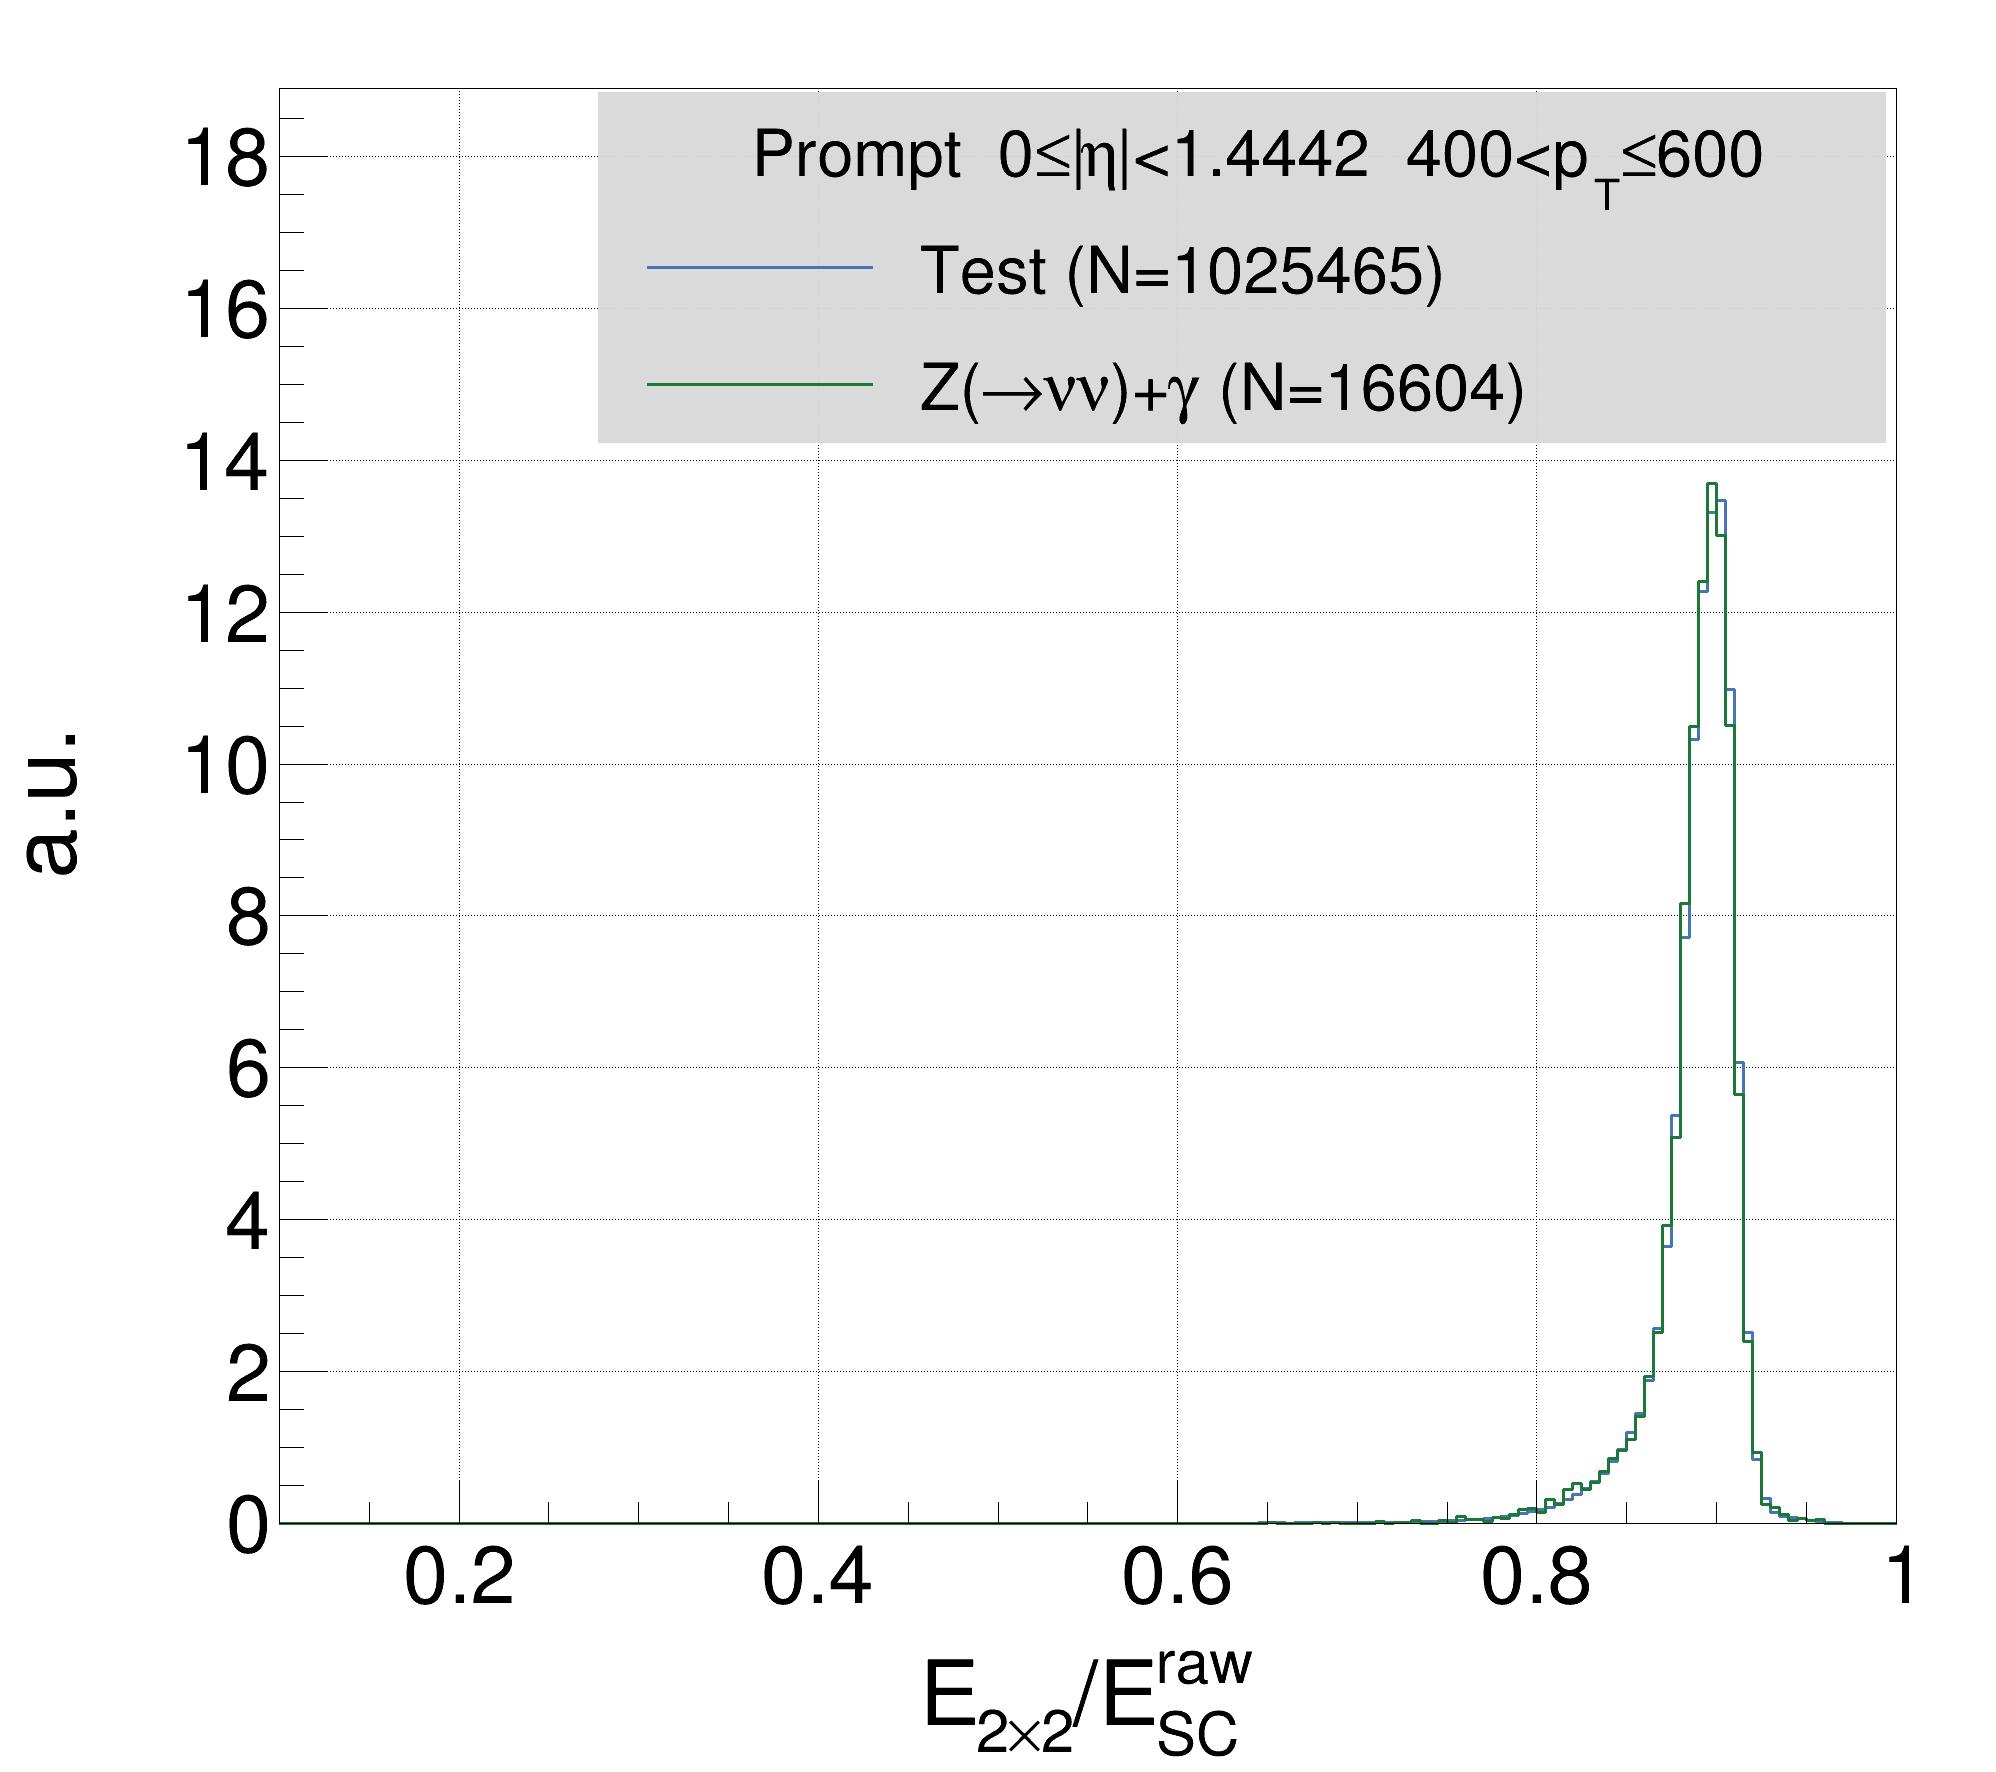 Prompt 0≤|η|<1.4442 400<p_T≤600
Test (N=1025465)
Z(→νν)+γ (N=16604)
18
16
14
12
10
8
6
4
2
0
a.u.
0.2 0.4 0.6 0.8 1
E_2×2/E_SC^raw